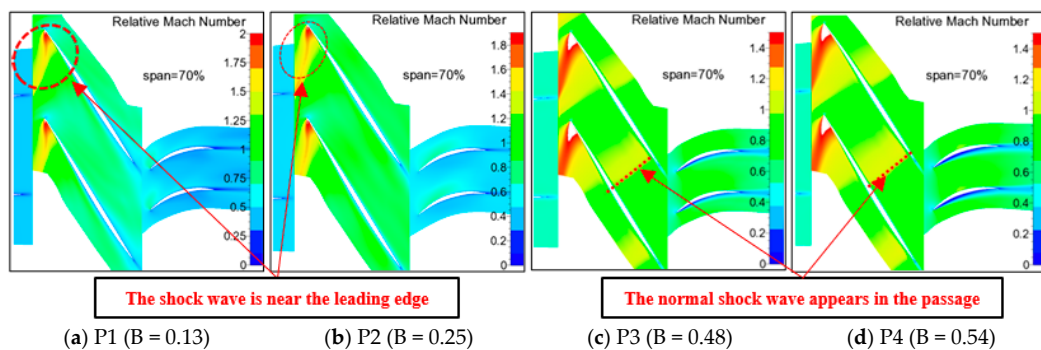 Relative Mach Number
2
1.75
1.5
1.25
1
0.75
0.5
0.25
0
span=70%
Relative Mach Number
1.8
1.6
1.4
1.2
1
0.8
0.6
0.4
0.2
0
span=70%
Relative Mach Number
1.4
1.2
1
0.8
0.6
0.4
0.2
0
span=70%
Relative Mach Number
1.4
1.2
1
0.8
0.6
0.4
0.2
0
span=70%
The shock wave is near the leading edge
The normal shock wave appears in the passage
(a) P1 (B = 0.13)
(b) P2 (B = 0.25)
(c) P3 (B = 0.48)
(d) P4 (B = 0.54)